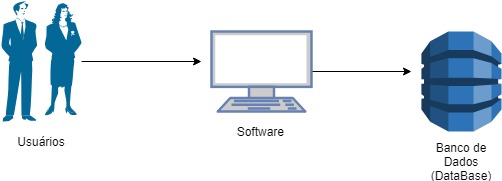 Usuários
Software
Banco de
Dados
(DataBase)